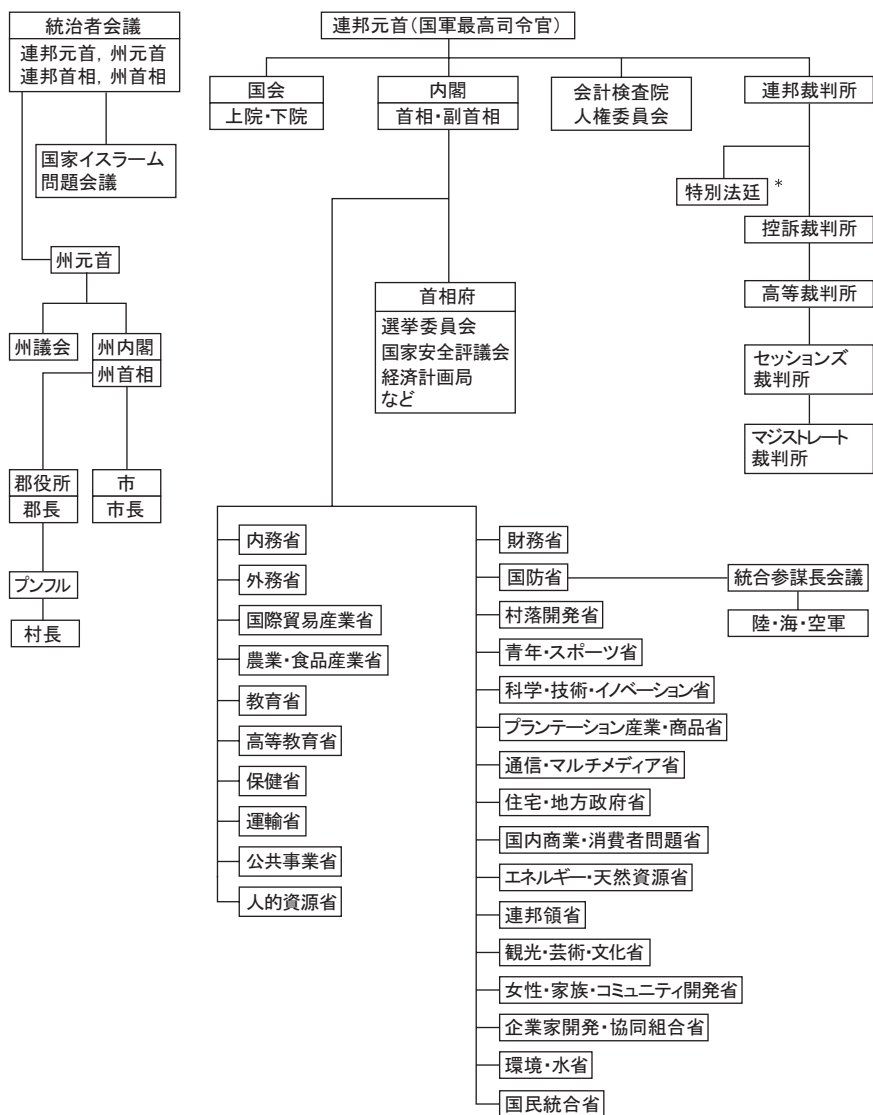 統治者会議
連邦元首，州元首
連邦首相，州首相
国家イスラーム
問題会議
州元首
州議会
州内閣
州首相
郡役所
郡長
市
市長
プンフル
村長
連邦元首（国軍最高司令官）
国会
上院・下院
内閣
首相・副首相
会計検査院
人権委員会
連邦裁判所
特別法廷 *
控訴裁判所
高等裁判所
セッションズ
裁判所
マジストレート
裁判所
首相府
選挙委員会
国家安全評議会
経済計画局
など
内務省
外務省
国際貿易産業省
農業・食品産業省
教育省
高等教育省
保健省
運輸省
公共事業省
人的資源省
財務省
国防省
統合参謀長会議
陸・海・空軍
村落開発省
青年・スポーツ省
科学・技術・イノベーション省
プランテーション産業・商品省
通信・マルチメディア省
住宅・地方政府省
国内商業・消費者問題省
エネルギー・天然資源省
連邦領省
観光・芸術・文化省
女性・家族・コミュニティ開発省
企業家開発・協同組合省
環境・水省
国民統合省